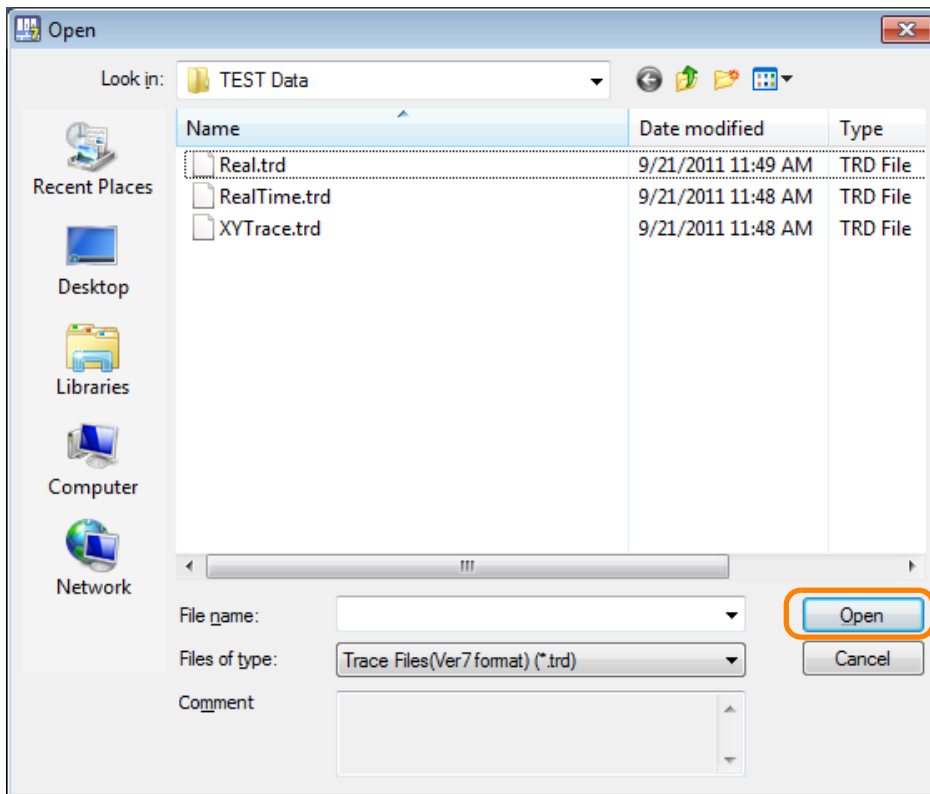 Open
Look in: TEST Data
Name Date modified Type
Real.trd 9/21/2011 11:49 AM TRD File
RealTime.trd 9/21/2011 11:48 AM TRD File
XYTrace.trd 9/21/2011 11:48 AM TRD File
Recent Places
Desktop
Libraries
Computer
Network
File name: Open
Files of type: Trace Files(Ver7 format) (*.trd) Cancel
Comment